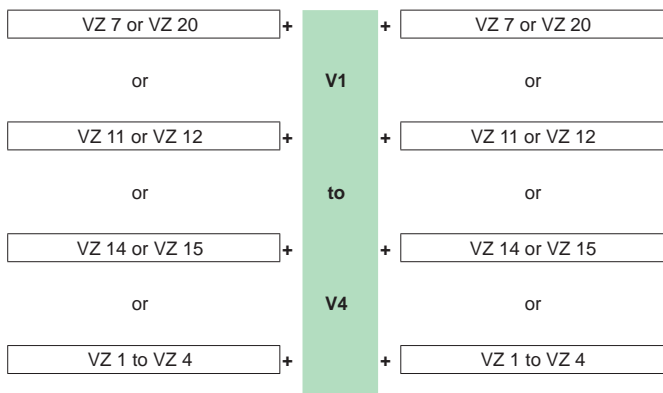 VZ 7 or VZ 20 + + VZ 7 or VZ 20
or V1 or
VZ 11 or VZ 12 + + VZ 11 or VZ 12
or to or
VZ 14 or VZ 15 + + VZ 14 or VZ 15
or V4 or
VZ 1 to VZ 4 + + VZ 1 to VZ 4